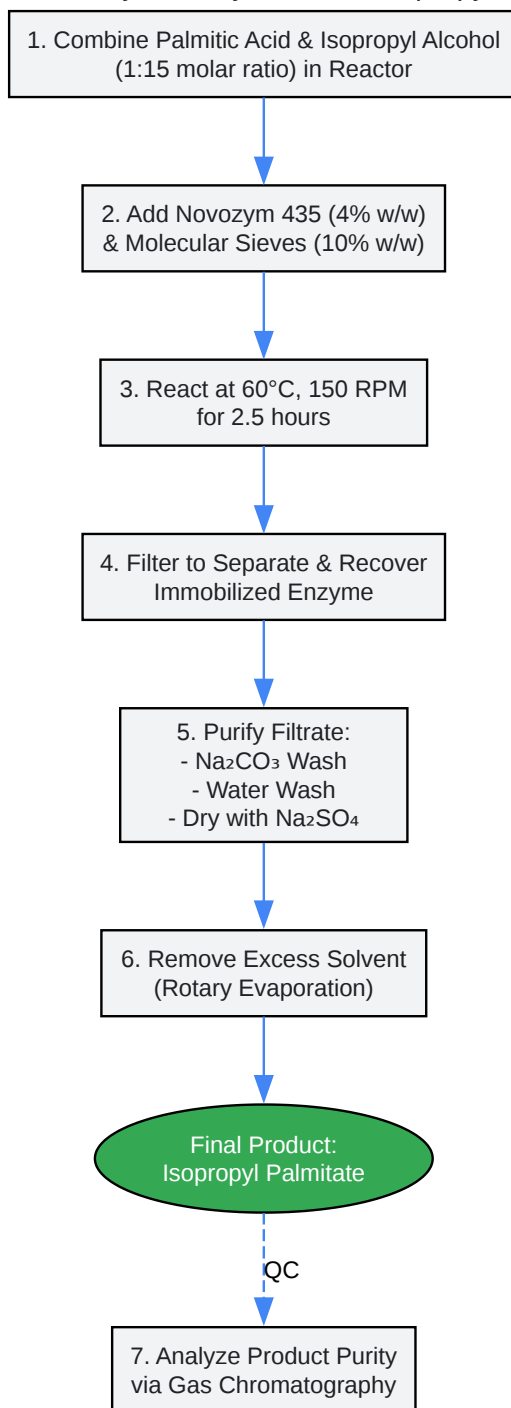 1. Combine Palmitic Acid & Isopropyl Alcohol
(1:15 molar ratio) in Reactor
2. Add Novozym 435 (4% w/w)
& Molecular Sieves (10% w/w)
3. React at 60°C, 150 RPM
for 2.5 hours
4. Filter to Separate & Recover
Immobilized Enzyme
5. Purify Filtrate:
- Na₂CO₃ Wash
- Water Wash
- Dry with Na₂SO₄
6. Remove Excess Solvent
(Rotary Evaporation)
Final Product:
Isopropyl Palmitate
QC
7. Analyze Product Purity
via Gas Chromatography